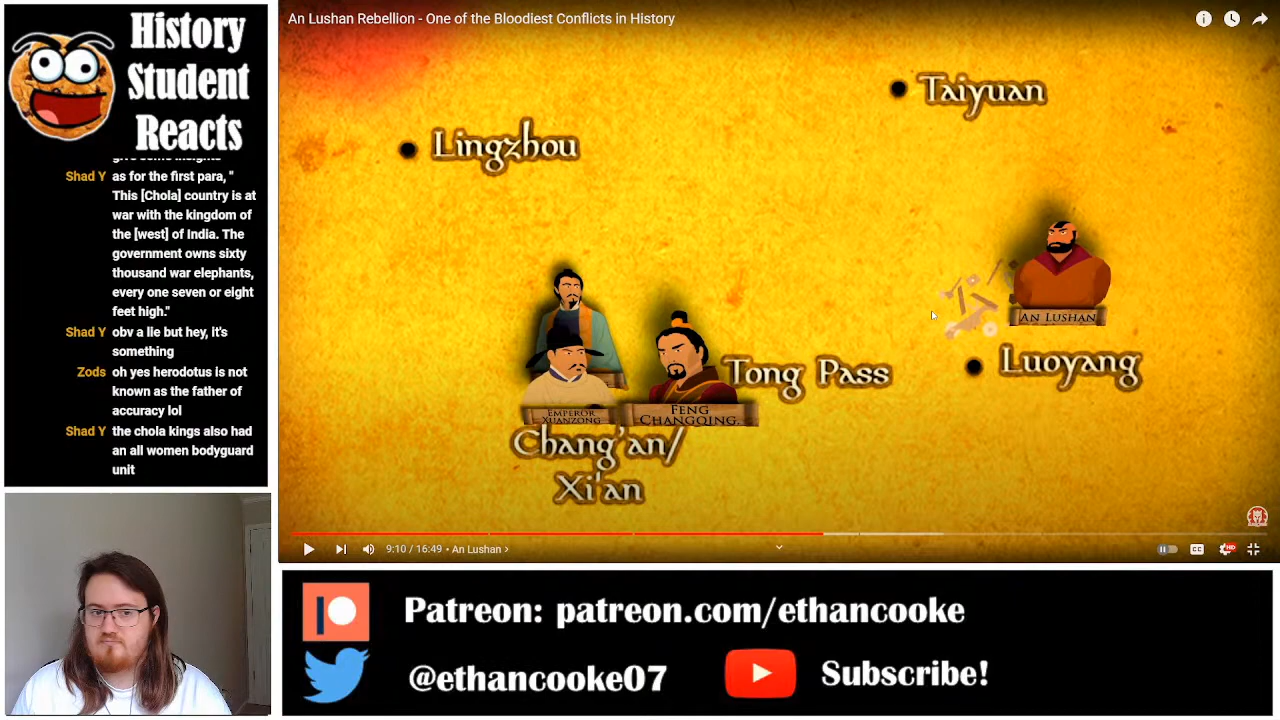 History
Student
Reacts
Shad Y as for the first para, "
This [Chola] country is at
war with the kingdom of
the [west] of India. The
government owns sixty
thousand war elephants,
every one seven or eight
feet high."
Shad Y obv a lie but hey, it's
something
Zods oh yes herodotus is not
known as the father of
accuracy lol
Shad Y the chola kings also had
an all women bodyguard
unit
An Lushan Rebellion - One of the Bloodiest Conflicts in History
Taiyuan
Lingzhou
An Lushan
Luoyang
Tong Pass
Emperor
Xuanzong
Feng
Changqing.
Chang'an/
Xi'an
9:10 / 16:49 • An Lushan >
CC
HD
Patreon: patreon.com/ethancooke
@ethancooke07
Subscribe!